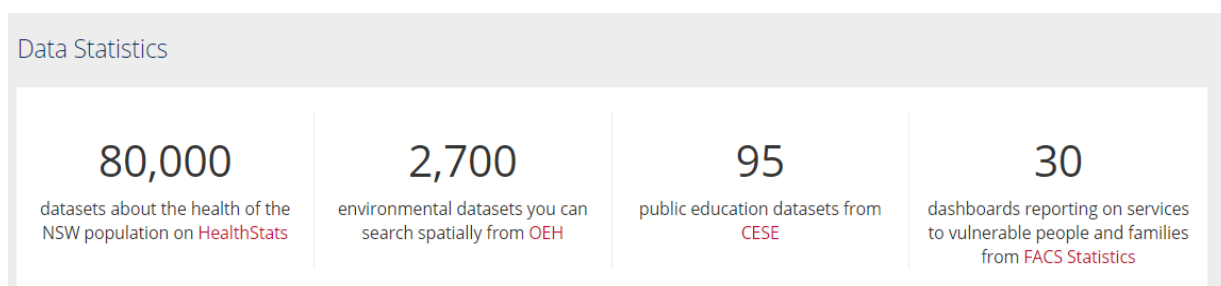 Data Statistics
80,000
datasets about the health of the
NSW population on HealthStats
2,700
environmental datasets you can
search spatially from OEH
95
public education datasets from
CESE
30
dashboards reporting on services
to vulnerable people and families
from FACS Statistics